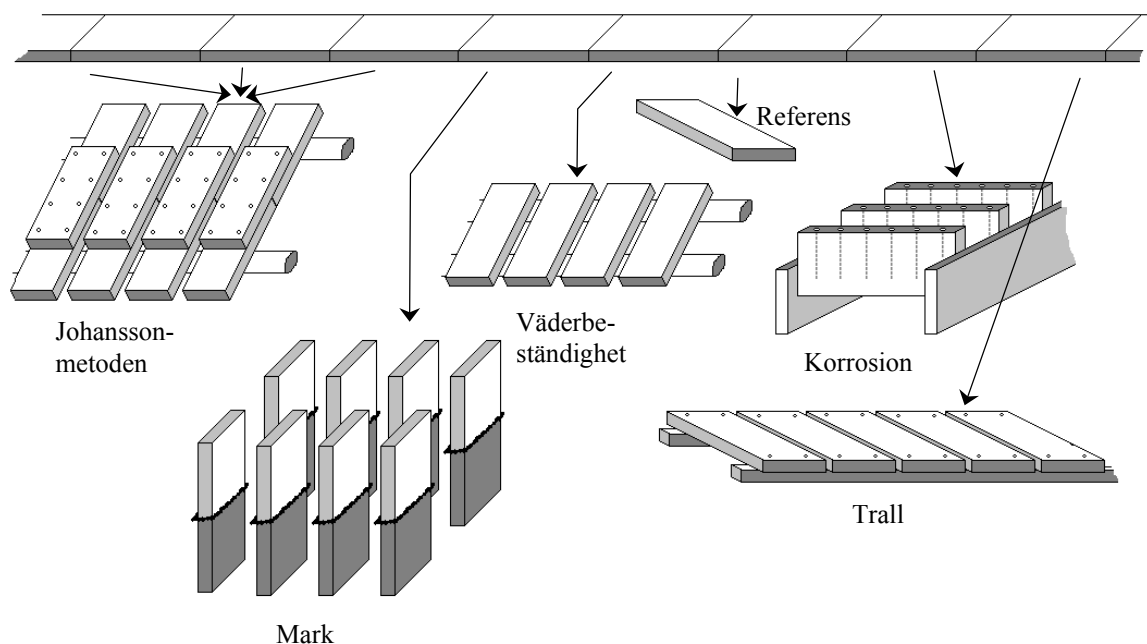 Referens
Johansson-
metoden
Väderbe-
ständighet
Korrosion
Trall
Mark